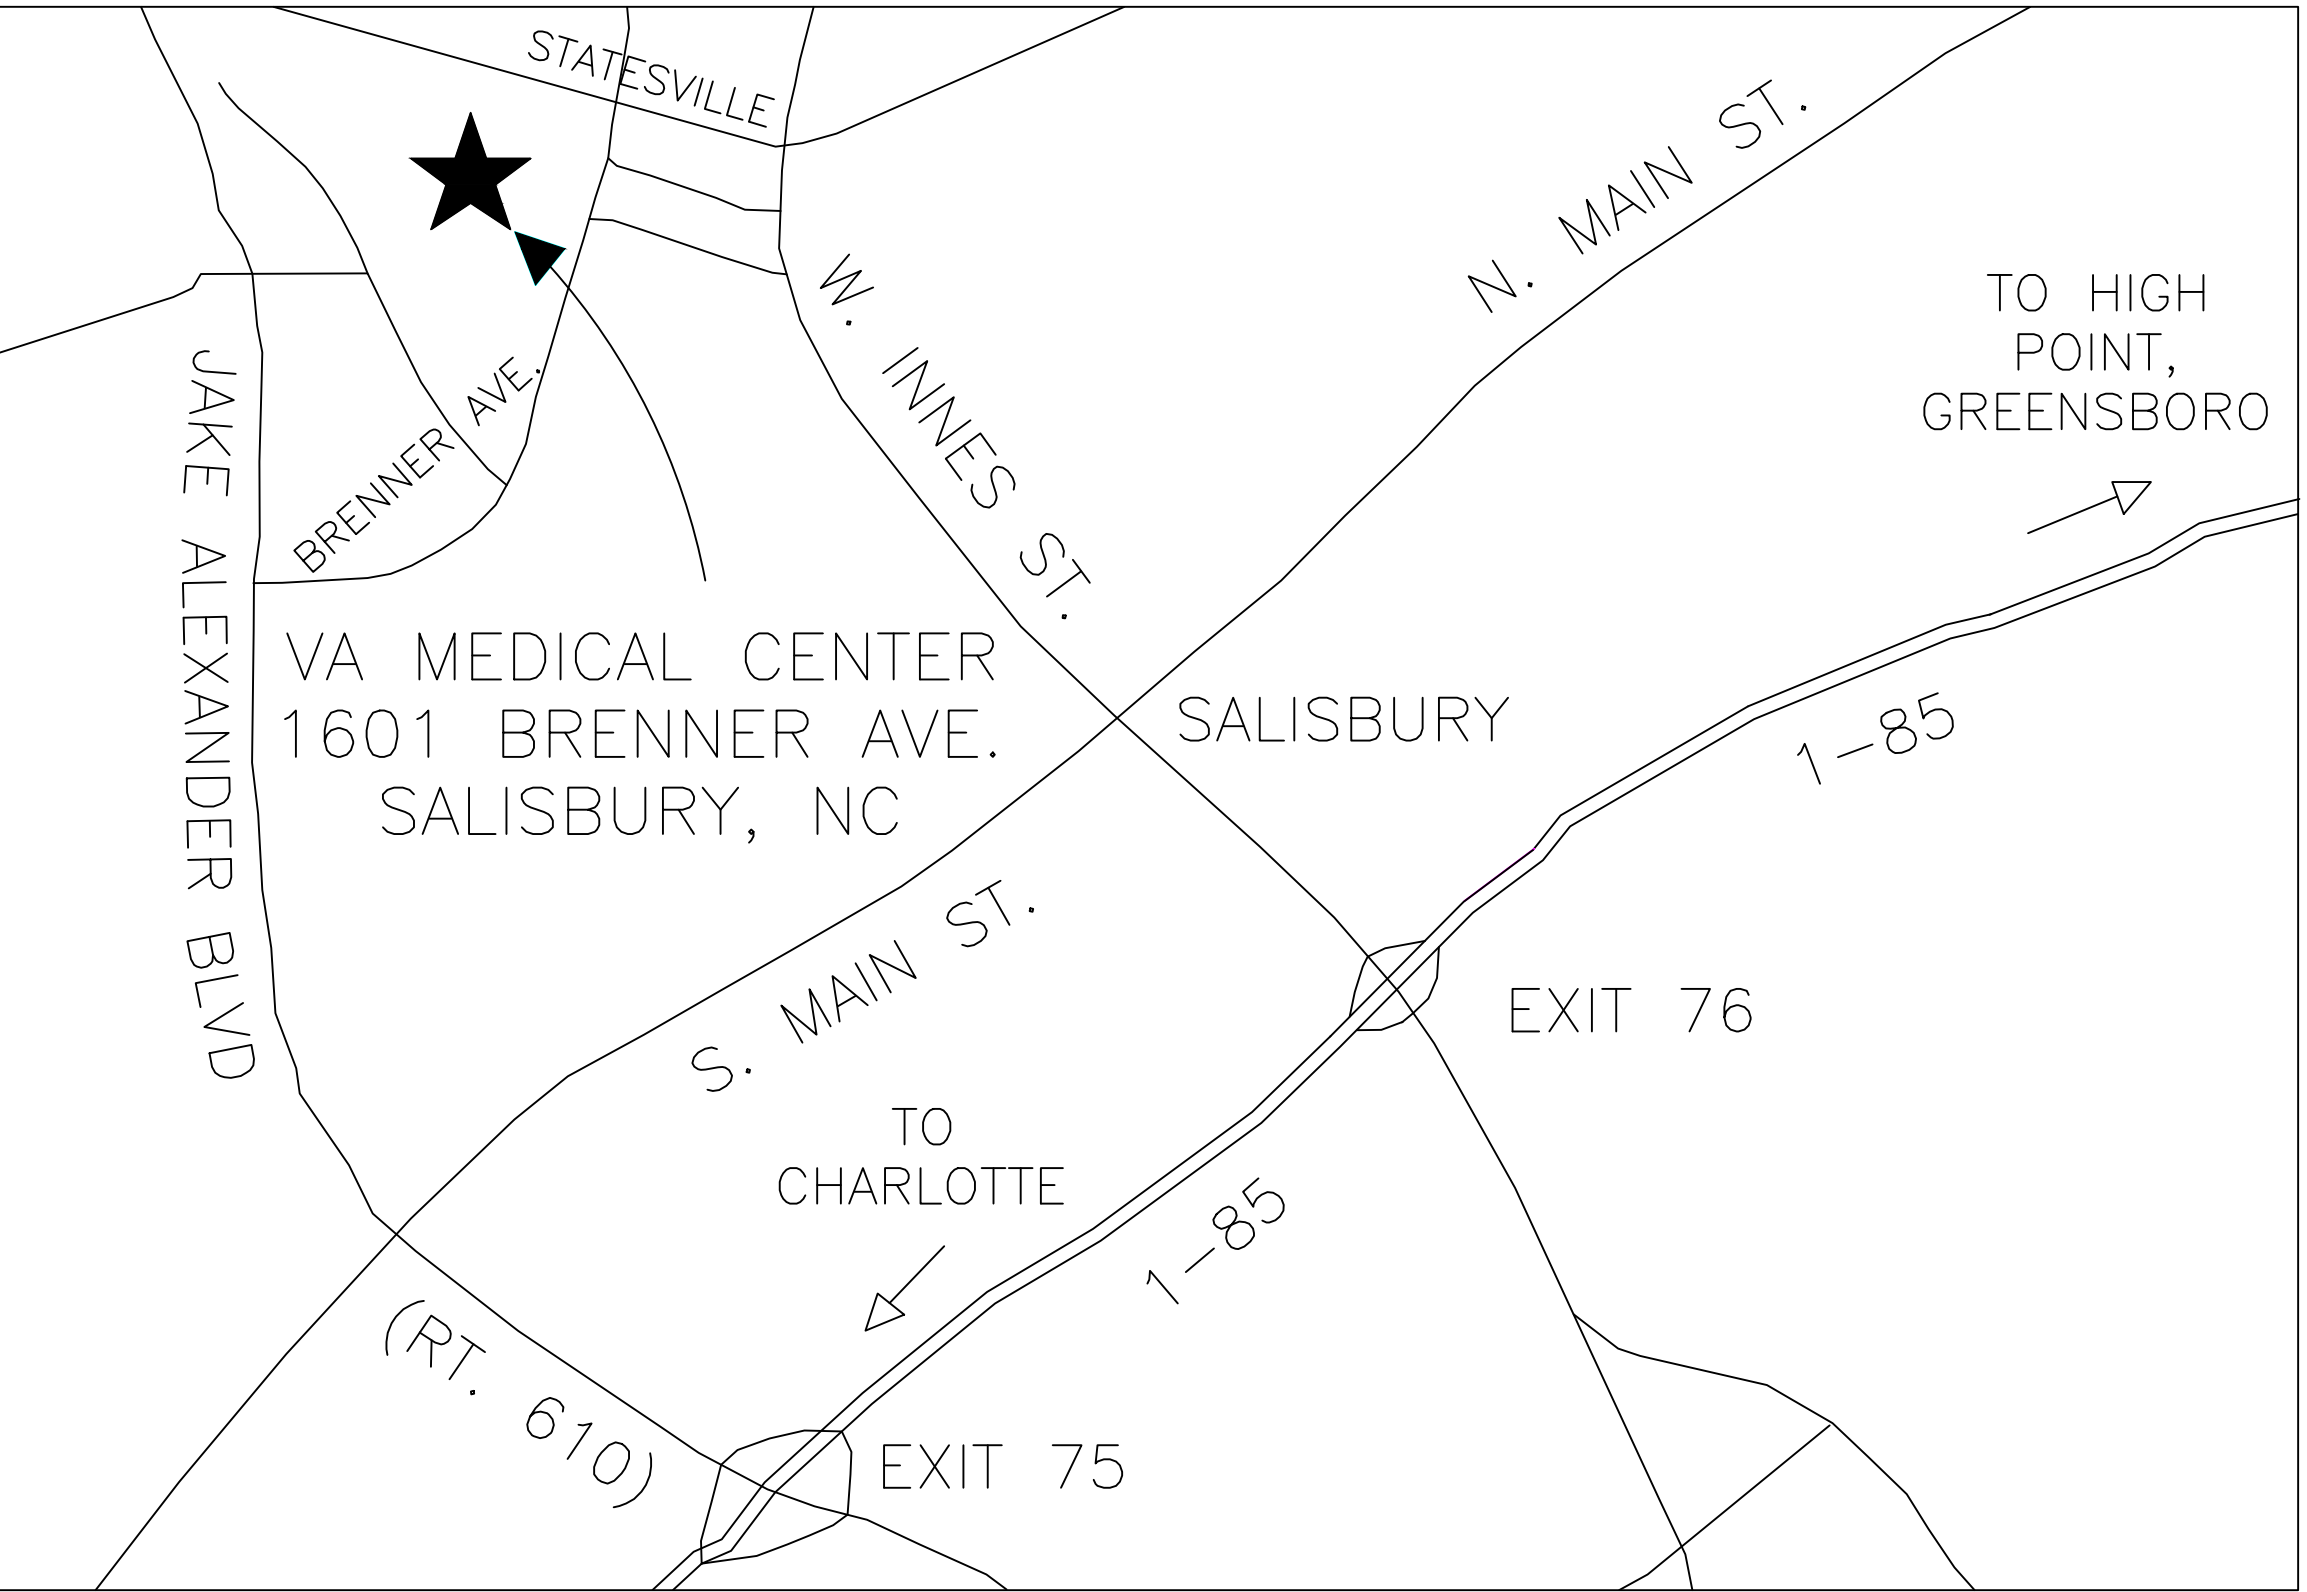 STATESVILLE
N. MAIN ST.
W. INNES ST.
TO HIGH
POINT,
GREENSBORO
JAKE ALEXANDER BLVD
BRENNER AVE.
VA MEDICAL CENTER
1601 BRENNER AVE.
SALISBURY, NC
SALISBURY
1-85
S. MAIN ST.
EXIT 76
TO
CHARLOTTE
1-85
(RT. 610)
EXIT 75